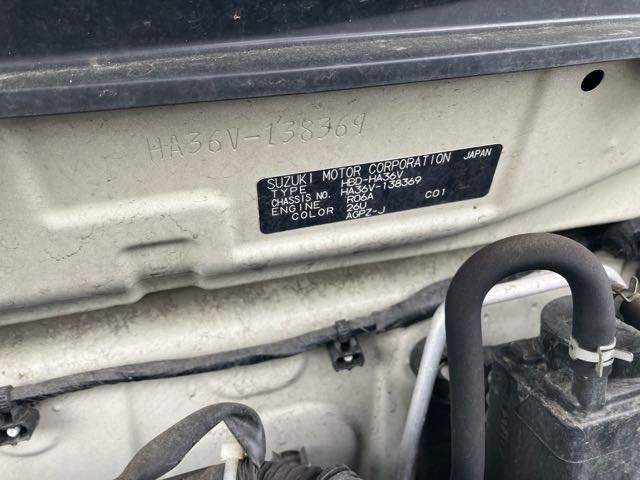 HA36V-138369
SUZUKI MOTOR CORPORATION JAPAN
TYPE HBD-HA36V
CHASSIS NO. HA36V-138369
ENGINE R06A C01
COLOR 26U
AGPZ-J